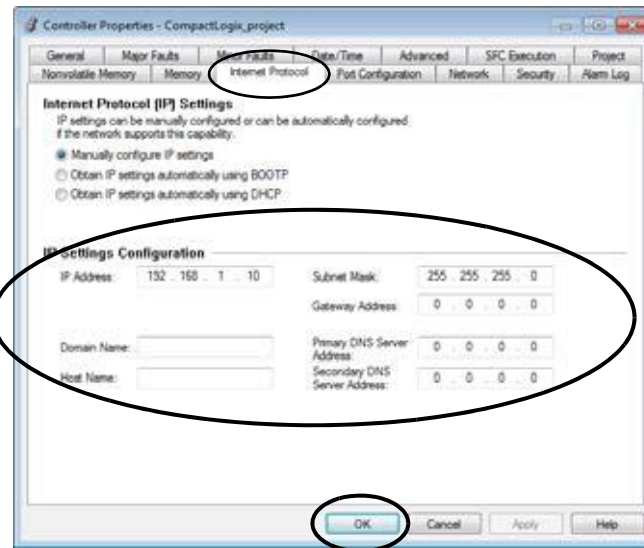 Controller Properties - CompactLogix_project
General Major Faults Minor Faults Date/Time Advanced SFC Execution Project
Nonvolatile Memory Memory Internet Protocol Port Configuration Network Security Alarm Log
Internet Protocol (IP) Settings
IP settings can be manually configured or can be automatically configured
if the network supports this capability.
Manually configure IP settings
Obtain IP settings automatically using BOOTP
Obtain IP settings automatically using DHCP
IP Settings Configuration
IP Address: 192 . 168 . 1 . 10 Subnet Mask: 255 . 255 . 255 . 0
Gateway Address: 0 . 0 . 0 . 0
Domain Name: Primary DNS Server Address: 0 . 0 . 0 . 0
Host Name: Secondary DNS Server Address: 0 . 0 . 0 . 0
OK Cancel Apply Help